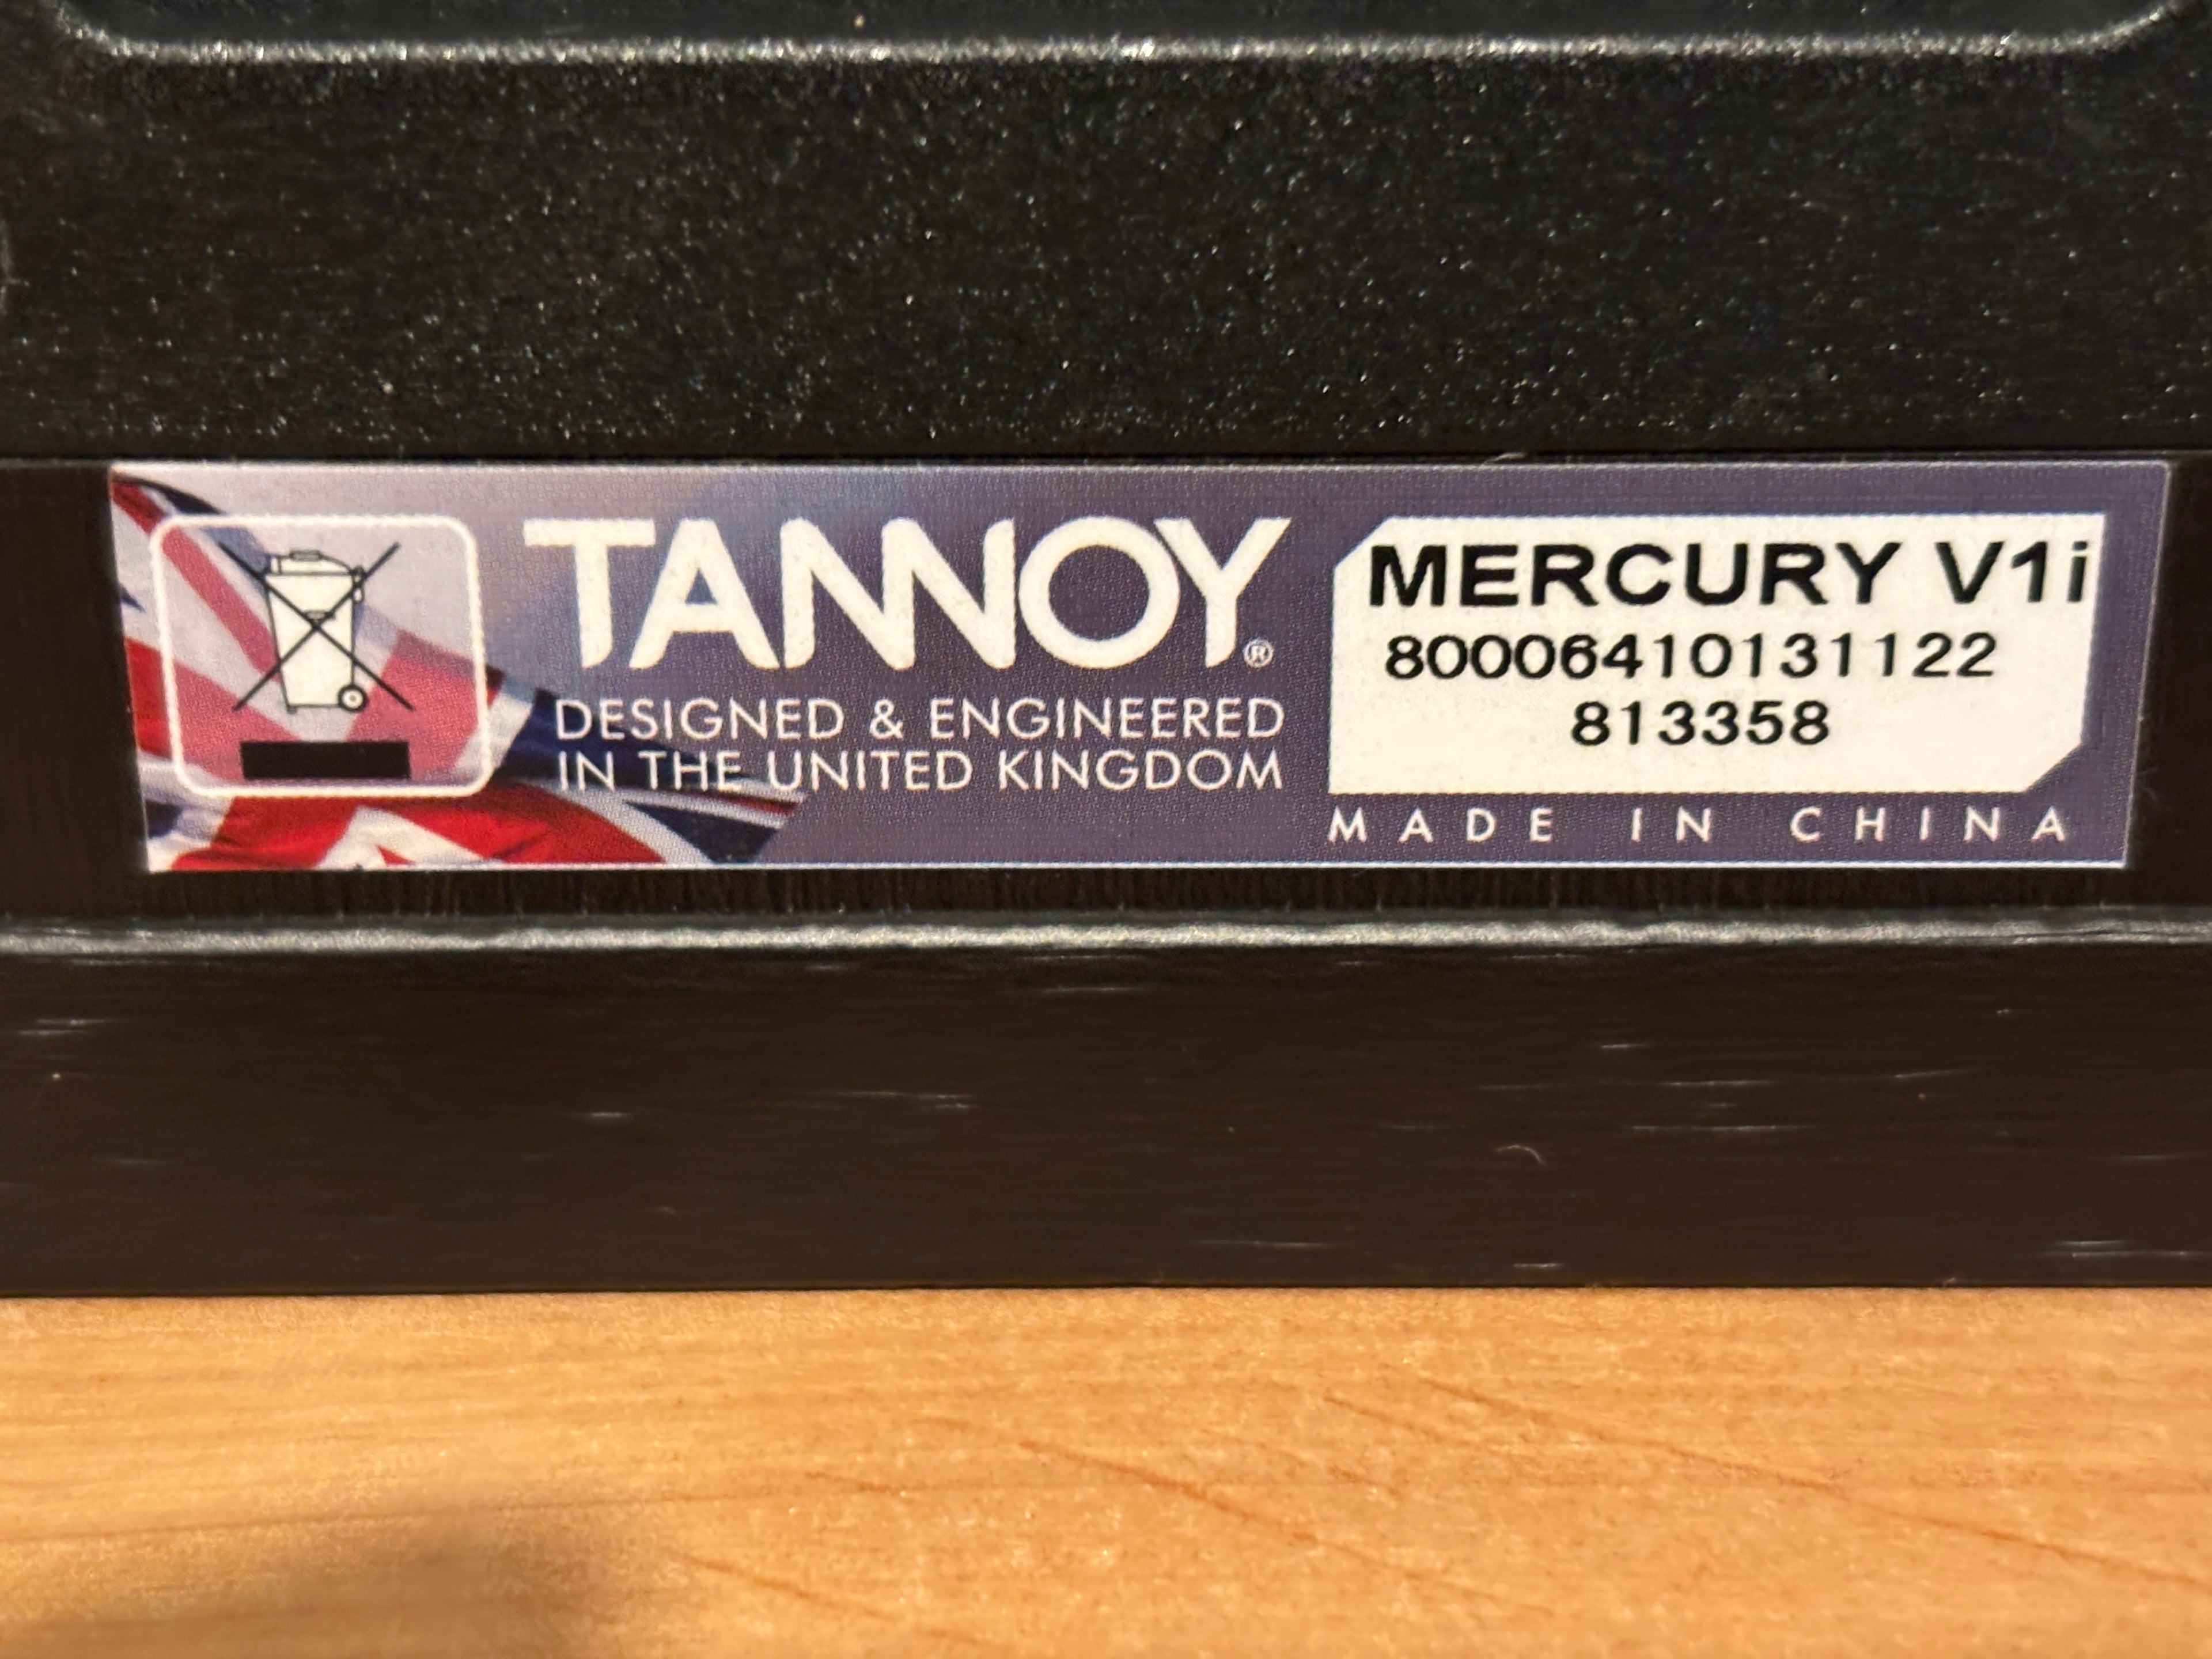 TANNOY®
DESIGNED & ENGINEERED
IN THE UNITED KINGDOM
MERCURY V1i
80006410131122
813358
MADE IN CHINA